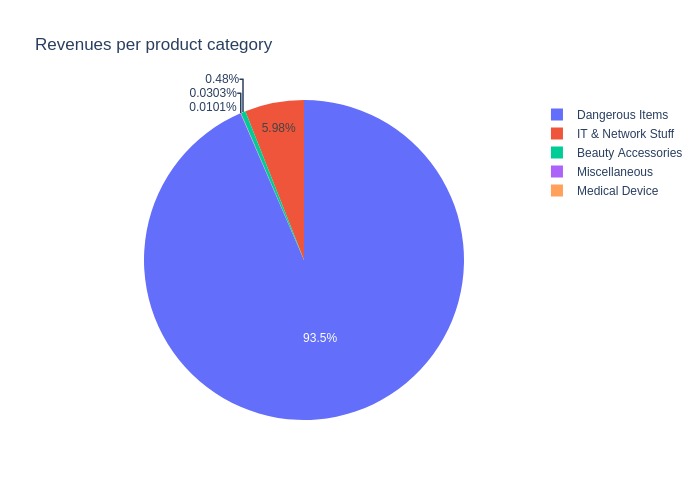 Revenues per product category
0.48%
0.0303%
0.0101%
5.98%
93.5%
Dangerous Items
IT & Network Stuff
Beauty Accessories
Miscellaneous
Medical Device